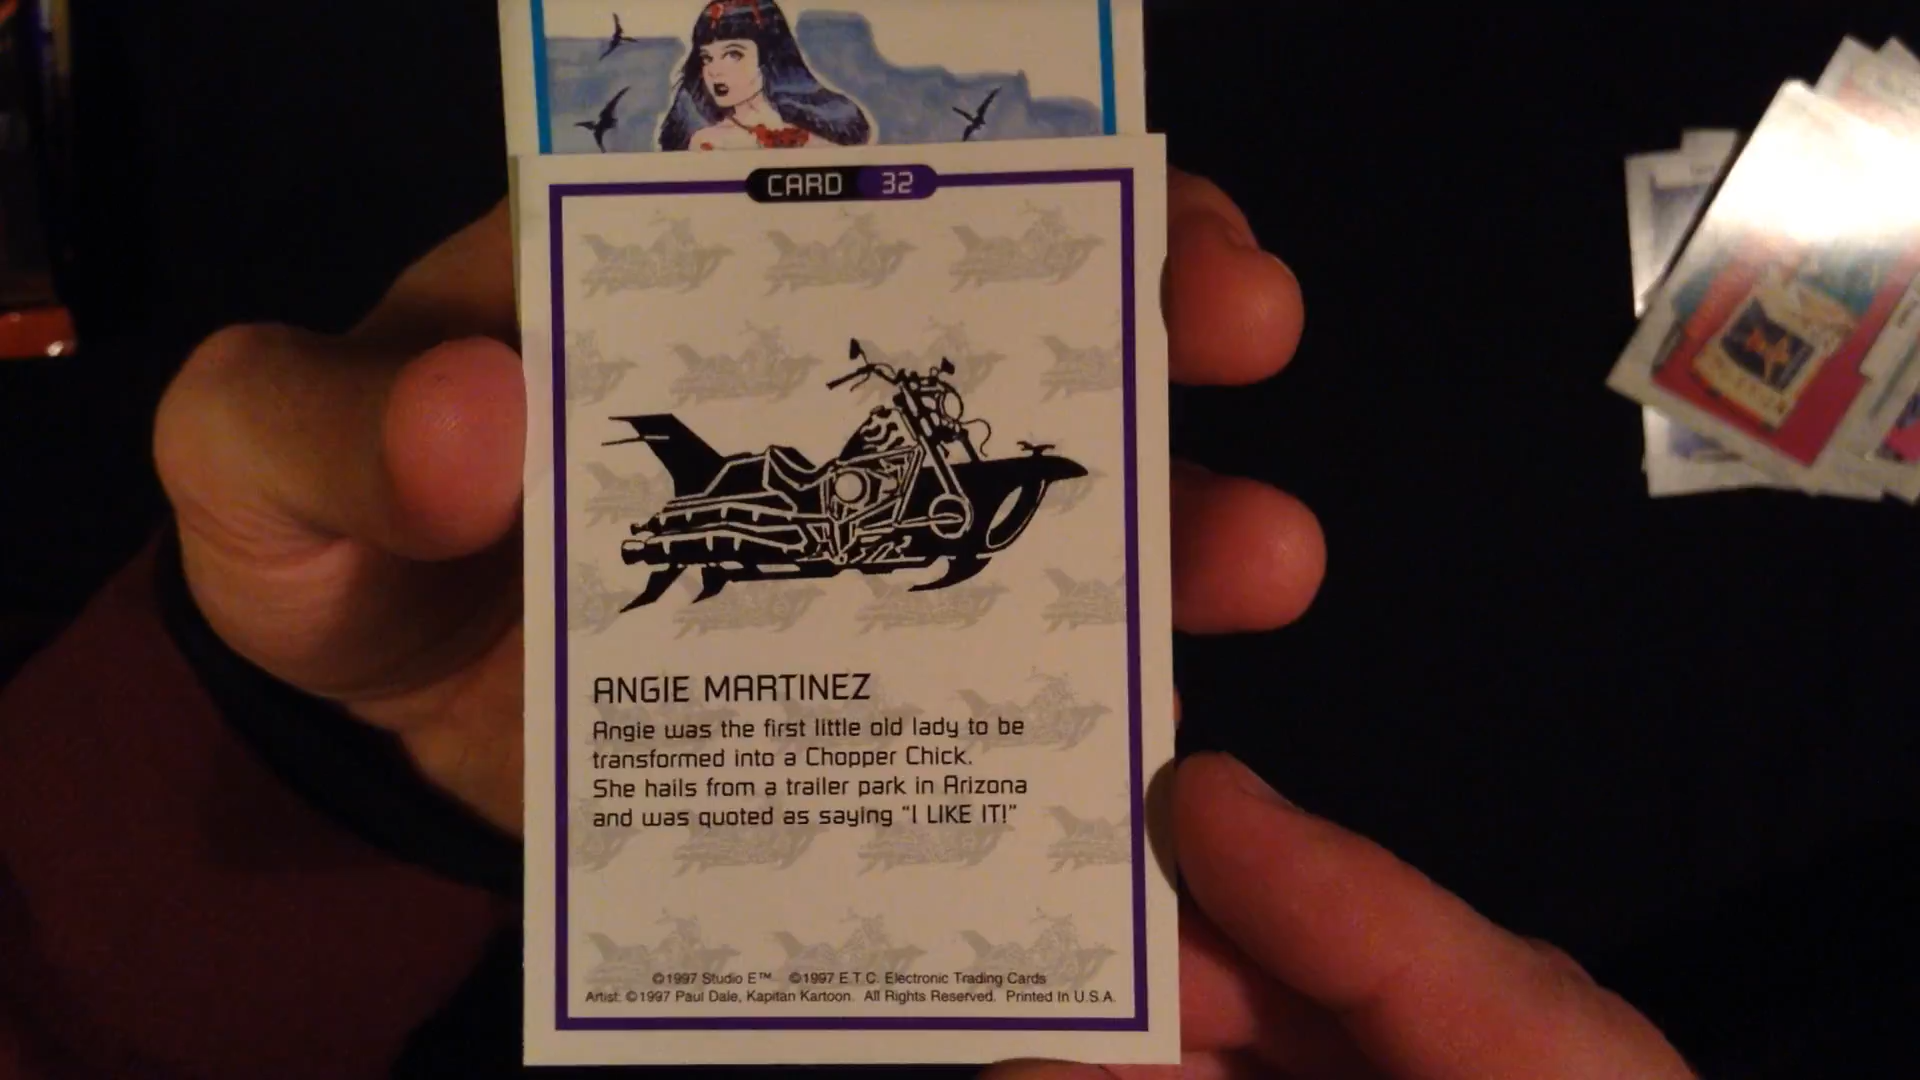 CARD 32
ANGIE MARTINEZ
Angie was the first little old lady to be
transformed into a Chopper Chick.
She hails from a trailer park in Arizona
and was quoted as saying "I LIKE IT!"
©1997 Studio E™ ©1997 E.T.C. Electronic Trading Cards
Artist: ©1997 Paul Dale, Kapitan Kartoon. All Rights Reserved. Printed In U.S.A.